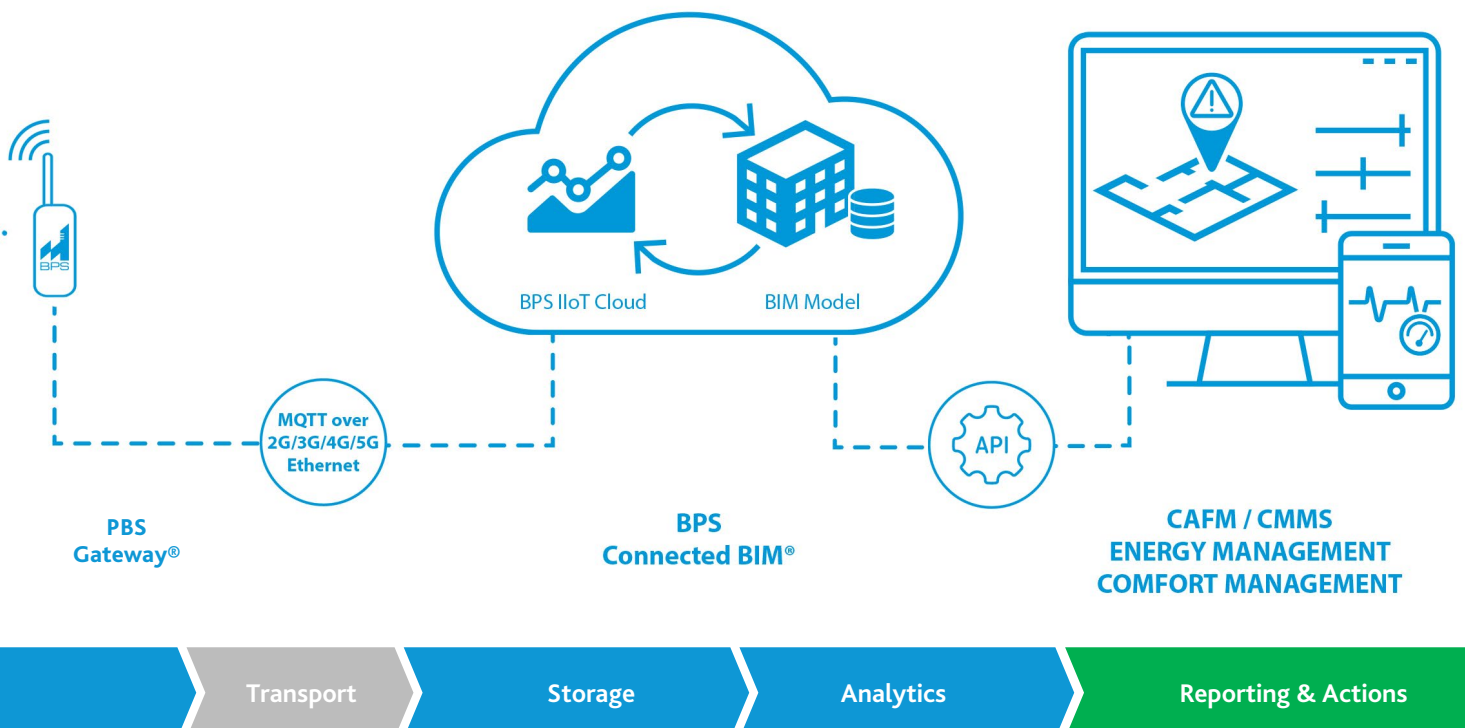 BPS
BPS IIoT Cloud
BIM Model
MQTT over
2G/3G/4G/5G
Ethernet
API
PBS
Gateway®
BPS
Connected BIM®
CAFM / CMMS
ENERGY MANAGEMENT
COMFORT MANAGEMENT
Transport
Storage
Analytics
Reporting & Actions